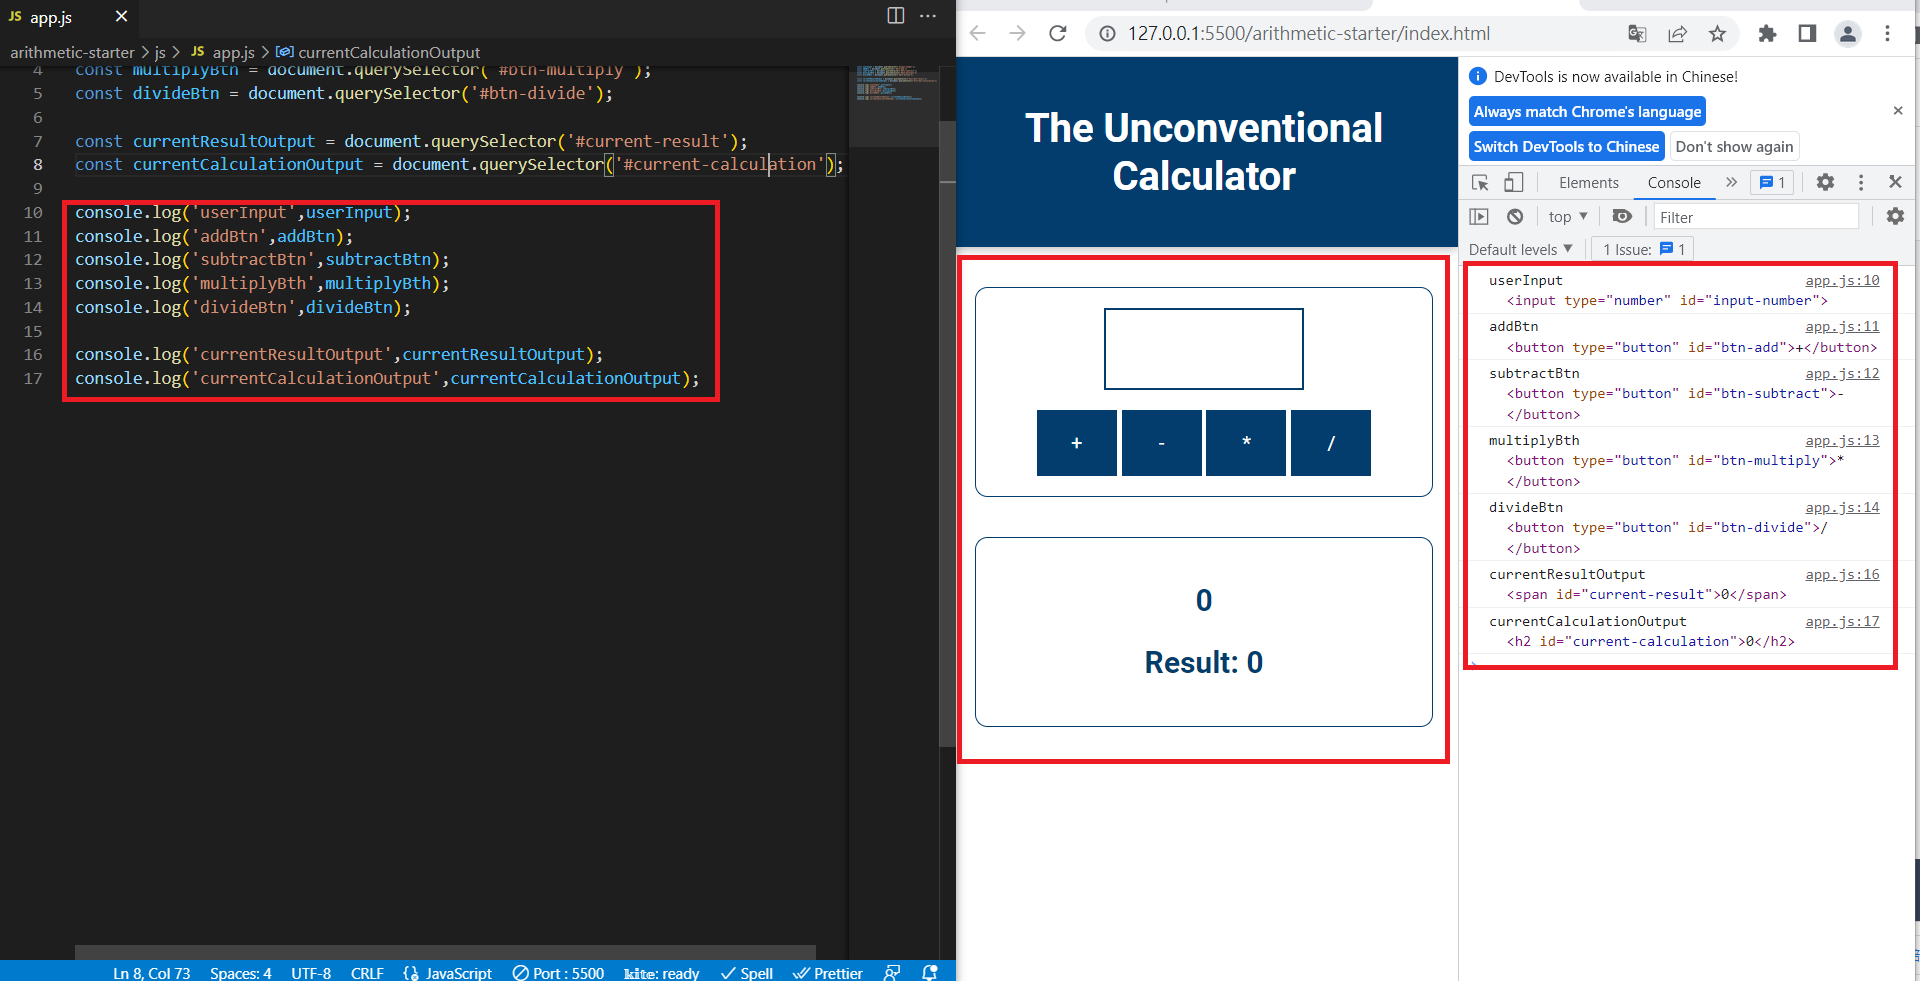 JS app.js
arithmetic-starter > js > JS app.js > currentCalculationOutput
4 const multiplyBtn = document.querySelector('#btn-multiply');
5 const divideBtn = document.querySelector('#btn-divide');
6
7 const currentResultOutput = document.querySelector('#current-result');
8 const currentCalculationOutput = document.querySelector('#current-calculation');
9
10 console.log('userInput',userInput);
11 console.log('addBtn',addBtn);
12 console.log('subtractBtn',subtractBtn);
13 console.log('multiplyBth',multiplyBtn);
14 console.log('divideBtn',divideBtn);
15
16 console.log('currentResultOutput',currentResultOutput);
17 console.log('currentCalculationOutput',currentCalculationOutput);
Ln 8, Col 73 Spaces: 4 UTF-8 CRLF JavaScript Port : 5500 kite: ready Spell Prettier
127.0.0.1:5500/arithmetic-starter/index.html
The Unconventional
Calculator
+ - * /
0
Result: 0
DevTools is now available in Chinese!
Always match Chrome's language
Switch DevTools to Chinese Don't show again
Elements Console » 1
top Filter
Default levels 1 Issue: 1
userInput app.js:10
<input type="number" id="input-number">
addBtn app.js:11
<button type="button" id="btn-add">+</button>
subtractBtn app.js:12
<button type="button" id="btn-subtract">-
</button>
multiplyBth app.js:13
<button type="button" id="btn-multiply">*
</button>
divideBtn app.js:14
<button type="button" id="btn-divide">/
</button>
currentResultOutput app.js:16
<span id="current-result">0</span>
currentCalculationOutput app.js:17
<h2 id="current-calculation">0</h2>